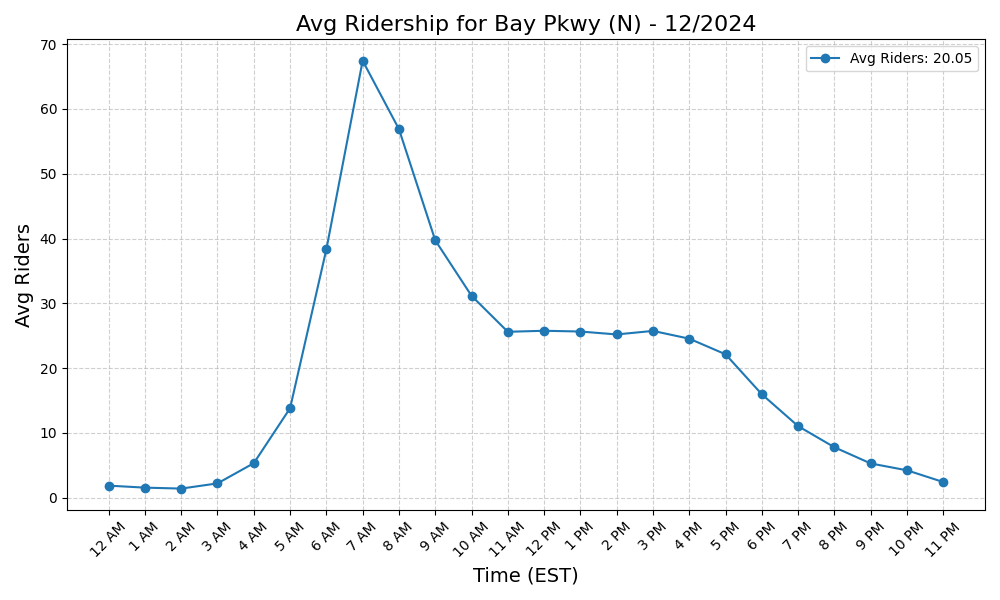 Avg Ridership for Bay Pkwy (N) - 12/2024
Avg Riders: 20.05
Avg Riders
70
60
50
40
30
20
10
0
12 AM
1 AM
2 AM
3 AM
4 AM
5 AM
6 AM
7 AM
8 AM
9 AM
10 AM
11 AM
12 PM
1 PM
2 PM
3 PM
4 PM
5 PM
6 PM
7 PM
8 PM
9 PM
10 PM
11 PM
Time (EST)